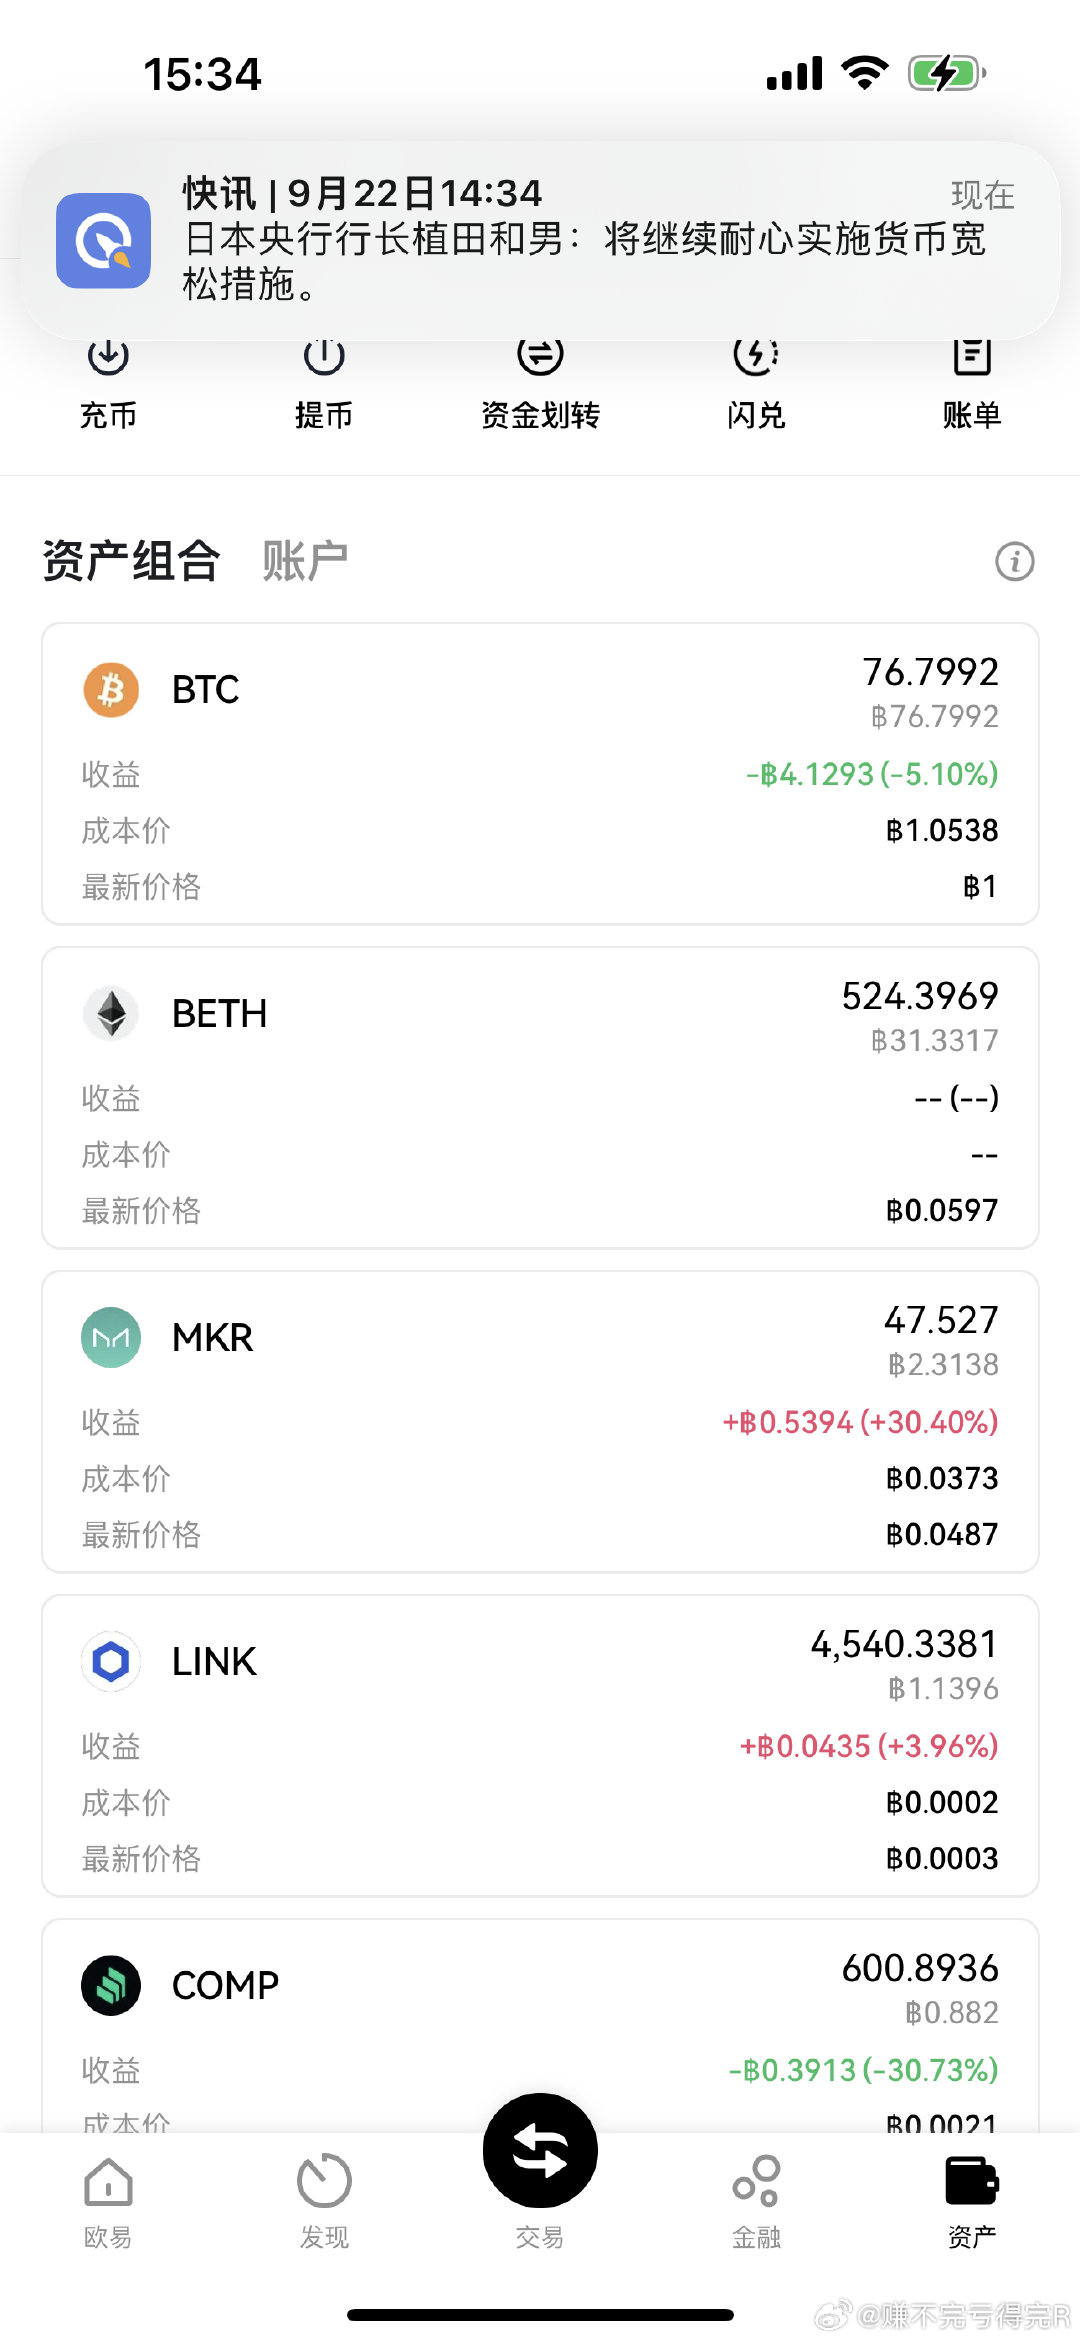 15:34
快讯 | 9月22日14:34
现在
日本央行行长植田和男：将继续耐心实施货币宽
松措施。
充币
提币
资金划转
闪兑
账单
资产组合
账户
BTC
76.7992
฿76.7992
收益
-฿4.1293 (-5.10%)
成本价
฿1.0538
最新价格
฿1
BETH
524.3969
฿31.3317
收益
-- (--)
成本价
--
最新价格
฿0.0597
MKR
47.527
฿2.3138
收益
+฿0.5394 (+30.40%)
成本价
฿0.0373
最新价格
฿0.0487
LINK
4,540.3381
฿1.1396
收益
+฿0.0435 (+3.96%)
成本价
฿0.0002
最新价格
฿0.0003
COMP
600.8936
฿0.882
收益
-฿0.3913 (-30.73%)
成本价
฿0.0021
欧易
发现
交易
金融
资产
@赚不完亏得完R